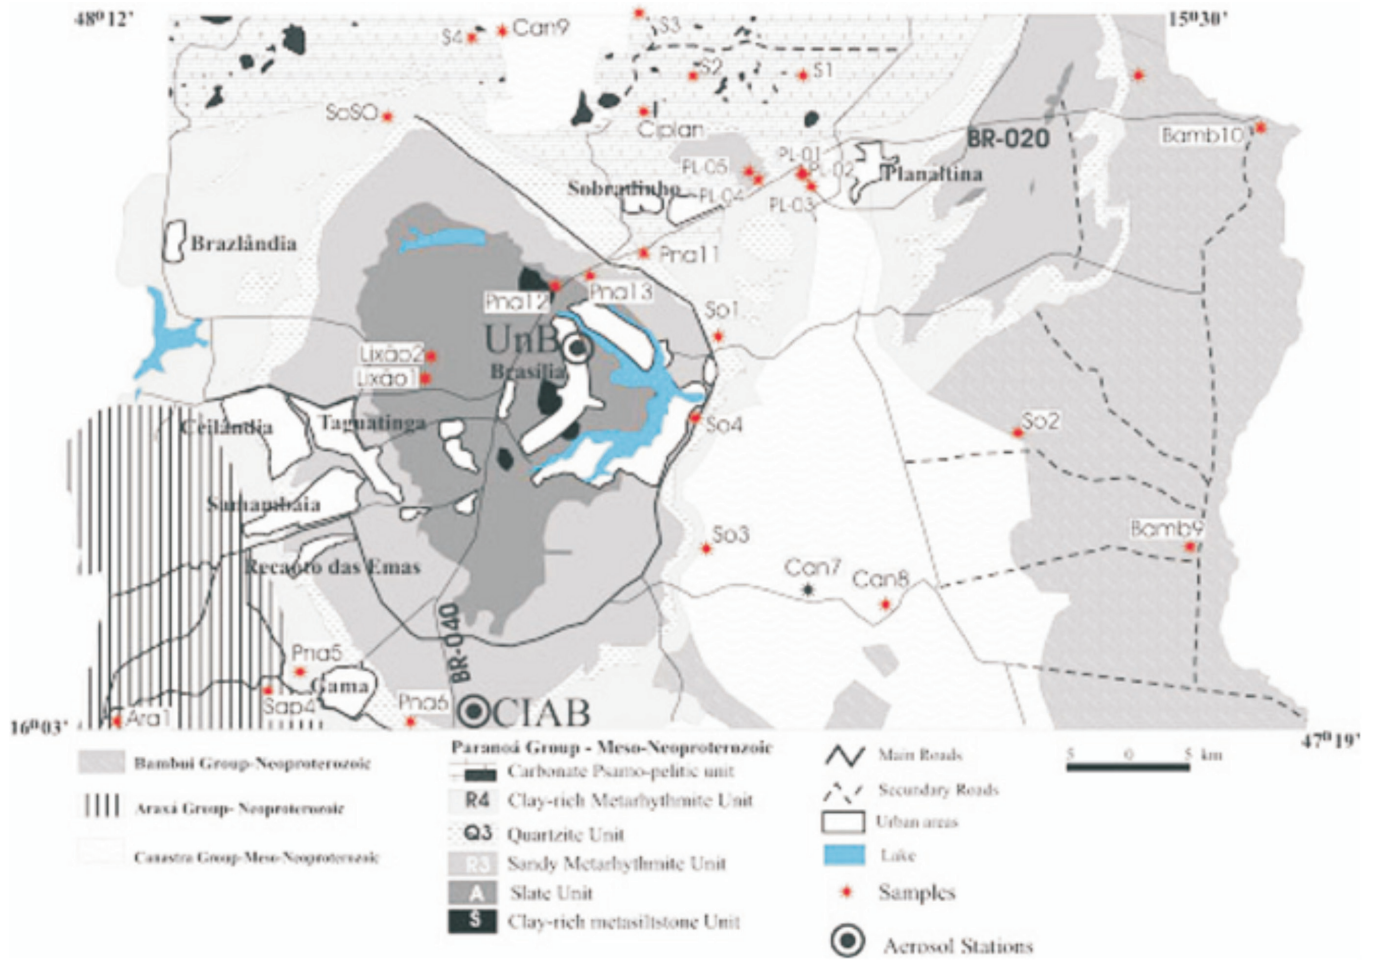 48º12'
15º30'
S4
Can9
S3
S2
S1
SoSO
Ciplan
Bamb10
BR-020
PL-01
PL-05
PL-02
Planaltina
Sobradinho
PL-04
PL-03
Brazlândia
Pna11
Pna12
Pna13
So1
UnB
Lixão2
Brasília
Lixão1
Ceilândia
Taguatinga
So4
So2
Samambaia
Bamb9
So3
Recanto das Emas
Can7
Can8
BR-040
Pna5
Gama
Sap4
Pna6
CIAB
Ara1
16º03'
47º19'
Bambuí Group-Neoproterozoic
Araxá Group- Neoproterozoic
Canastra Group-Meso-Neoproterozoic
Paranoá Group - Meso-Neoproterozoic
Carbonate Psamo-pelitic unit
R4 Clay-rich Metarhythmite Unit
Q3 Quartzite Unit
R3 Sandy Metarhythmite Unit
A Slate Unit
S Clay-rich metasiltstone Unit
Main Roads
Secundary Roads
Urban areas
Lake
Samples
Aerosol Stations
5 0 5 km